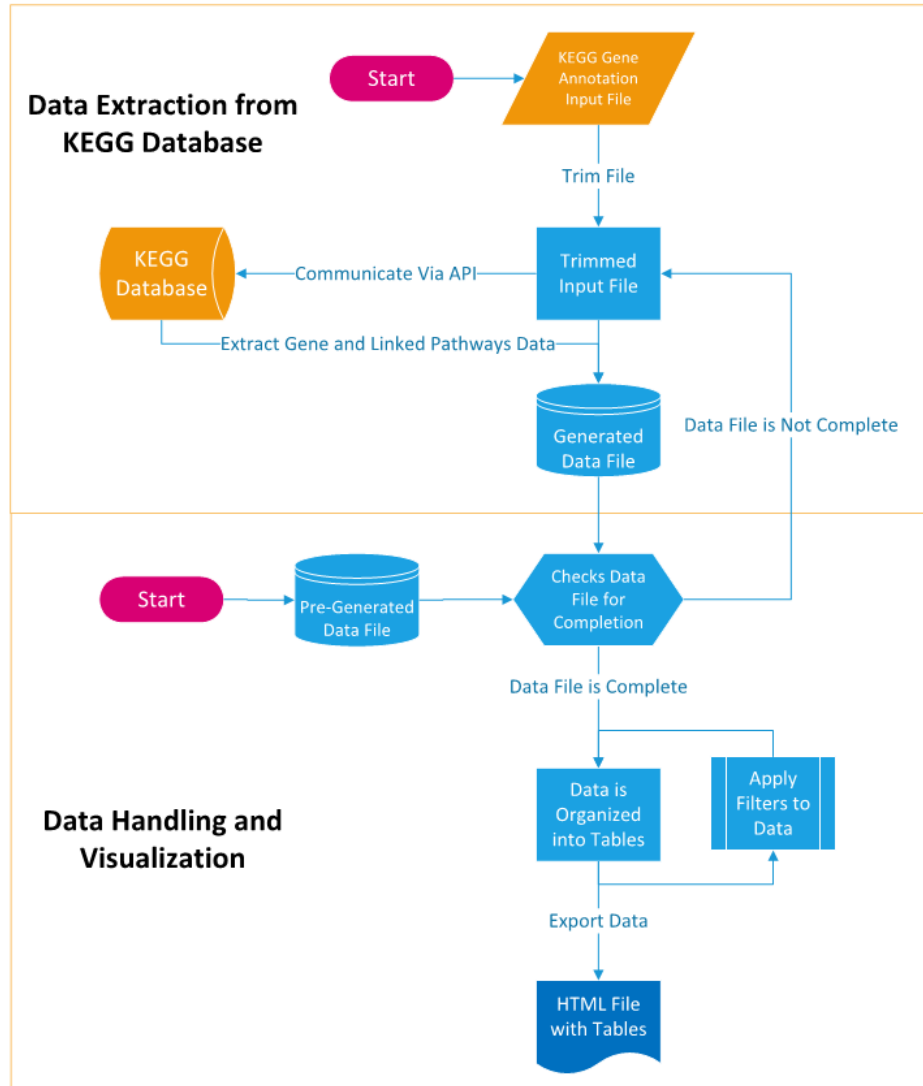 Start
KEGG Gene
Annotation
Input File
Data Extraction from
KEGG Database
Trim File
KEGG
Database
Communicate Via API
Trimmed
Input File
Extract Gene and Linked Pathways Data
Generated
Data File
Data File is Not Complete
Start
Pre-Generated
Data File
Checks Data
File for
Completion
Data File is Complete
Data Handling and
Visualization
Data is
Organized
into Tables
Apply
Filters to
Data
Export Data
HTML File
with Tables